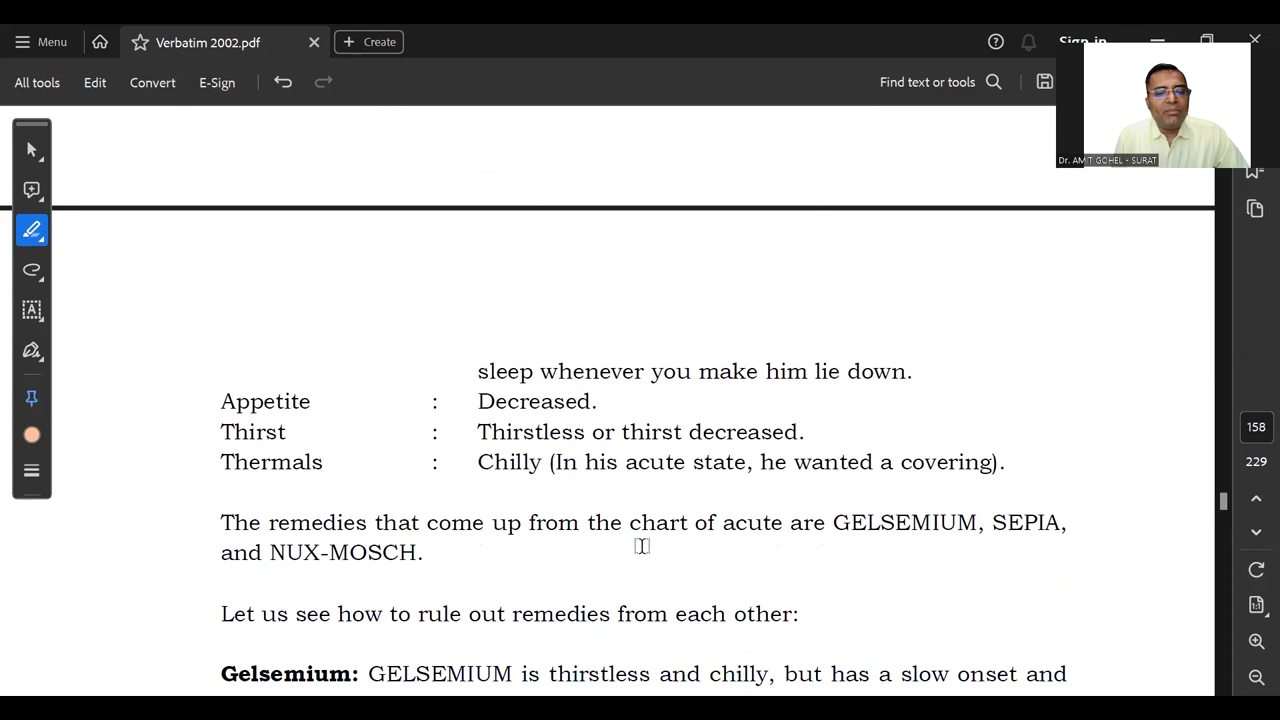 Menu
Verbatim 2002.pdf
Create
Sign in
All tools
Edit
Convert
E-Sign
Find text or tools
Dr. AMIT GOHEL - SURAT
sleep whenever you make him lie down.
Appetite : Decreased.
Thirst : Thirstless or thirst decreased.
Thermals : Chilly (In his acute state, he wanted a covering).
The remedies that come up from the chart of acute are GELSEMIUM, SEPIA,
and NUX-MOSCH.
Let us see how to rule out remedies from each other:
Gelsemium: GELSEMIUM is thirstless and chilly, but has a slow onset and
158
229
1:1